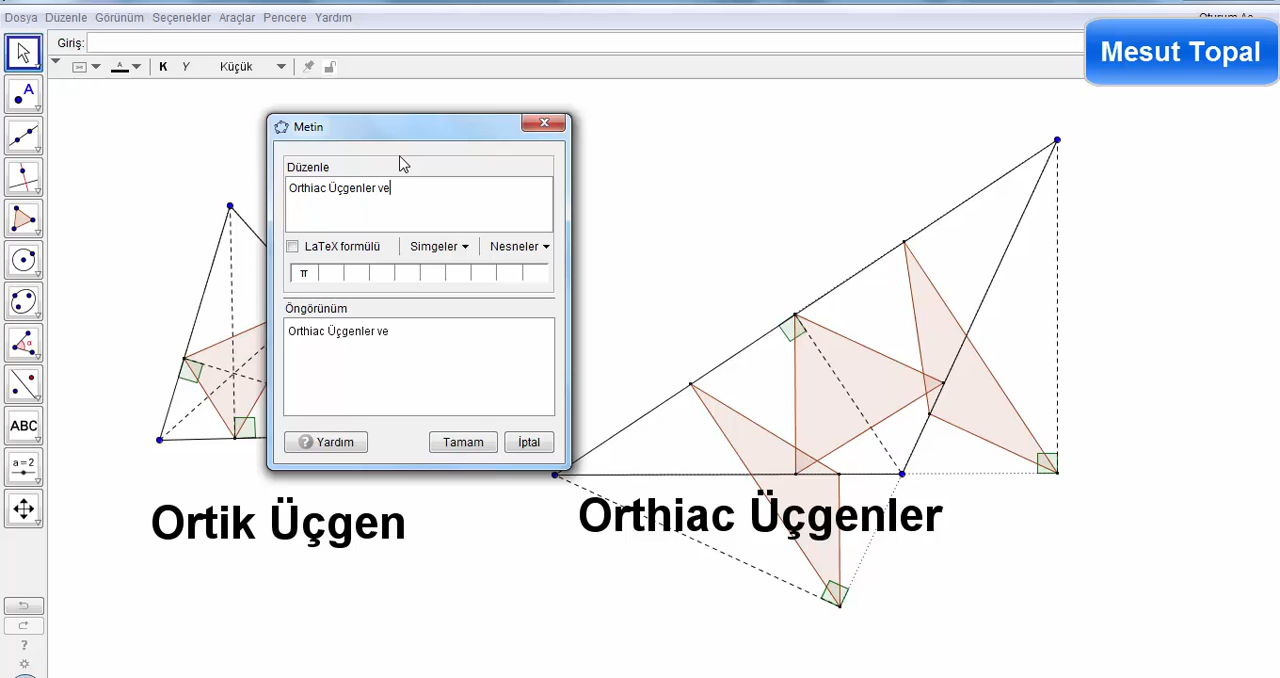 Dosya Düzenle Görünüm Seçenekler Araçlar Pencere Yardım
Giriş:
Mesut Topal
A K Y Küçük
A
Metin
Düzenle
Orthiac Üçgenler ve
LaTeX formülü Simgeler Nesneler
π
Öngörünüm
Orthiac Üçgenler ve
? Yardım Tamam İptal
α
ABC
a=2
Ortik Üçgen
Orthiac Üçgenler
?